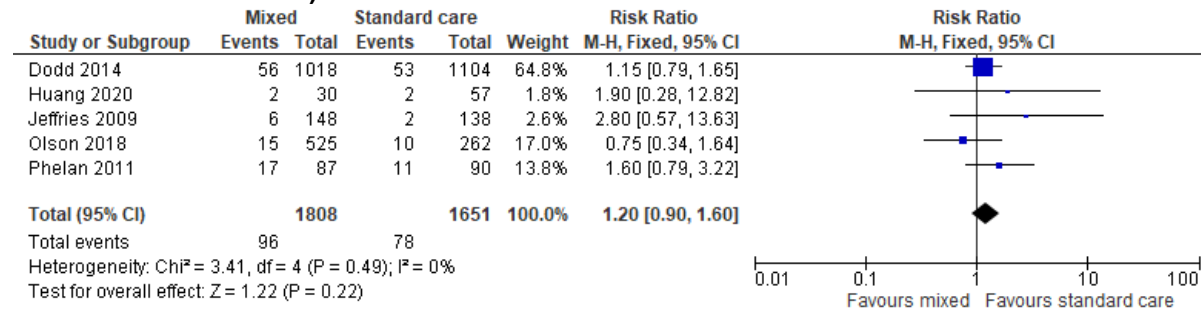 Mixed Standard care Risk Ratio Risk Ratio
Study or Subgroup Events Total Events Total Weight M-H, Fixed, 95% CI M-H, Fixed, 95% CI
Dodd 2014 56 1018 53 1104 64.8% 1.15 [0.79, 1.65]
Huang 2020 2 30 2 57 1.8% 1.90 [0.28, 12.82]
Jeffries 2009 6 148 2 138 2.6% 2.80 [0.57, 13.63]
Olson 2018 15 525 10 262 17.0% 0.75 [0.34, 1.64]
Phelan 2011 17 87 11 90 13.8% 1.60 [0.79, 3.22]
Total (95% CI) 1808 1651 100.0% 1.20 [0.90, 1.60]
Total events 96 78
Heterogeneity: Chi² = 3.41, df = 4 (P = 0.49); I² = 0%
Test for overall effect: Z = 1.22 (P = 0.22)
0.01 0.1 1 10 100
Favours mixed Favours standard care